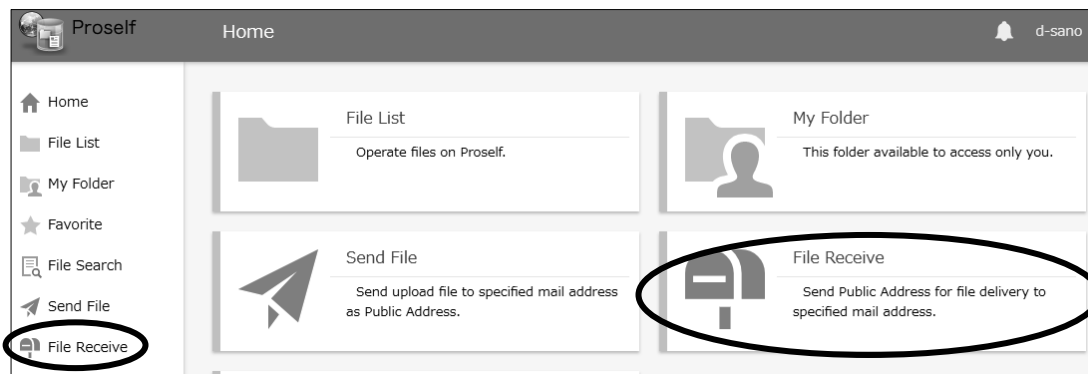 Proself
Home
d-sano
Home
File List
My Folder
Favorite
File Search
Send File
File Receive
File List
Operate files on Proself.
My Folder
This folder available to access only you.
Send File
Send upload file to specified mail address
as Public Address.
File Receive
Send Public Address for file delivery to
specified mail address.